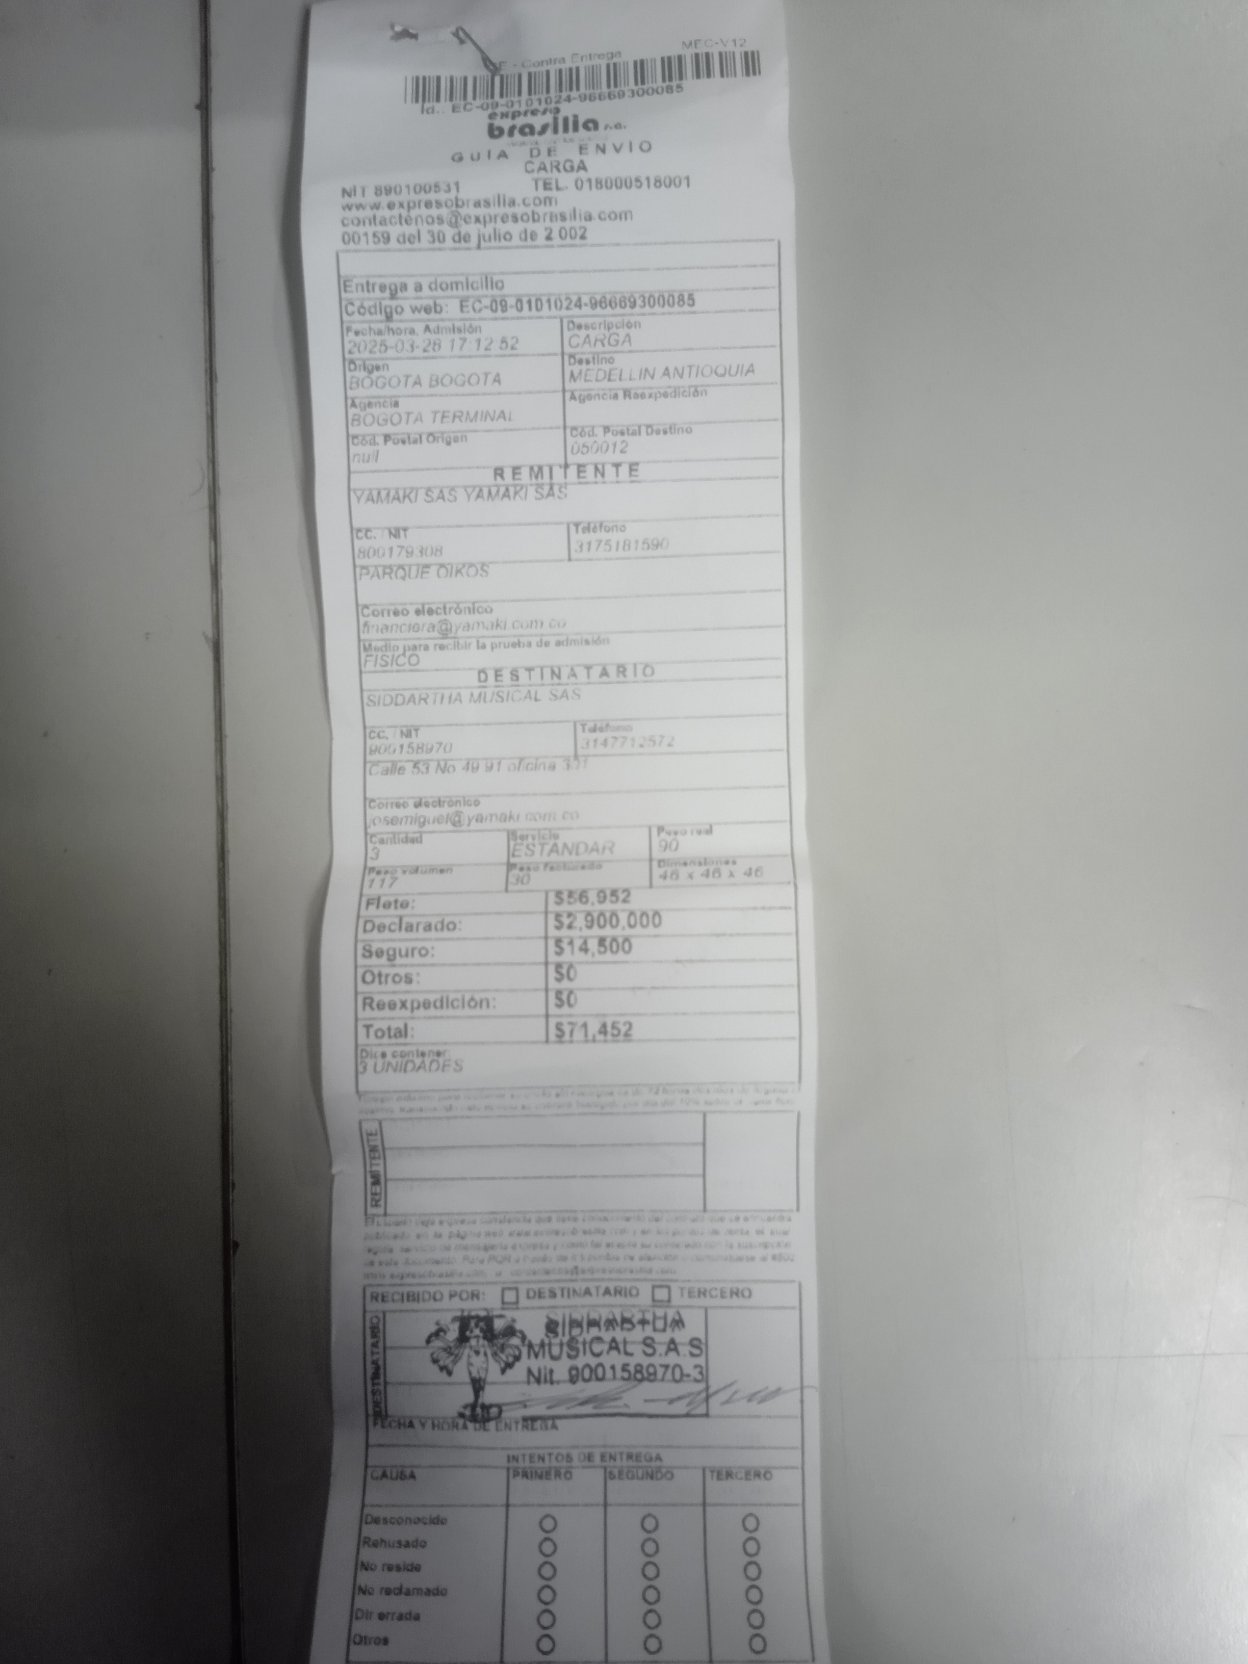 - Contra Entrega
MEC-V12
Id.. EC-09-0101024-96669300085
expreso
brasilia s.a.
GUIA DE ENVIO
CARGA
NIT 890100531 TEL. 018000518001
www.expresobrasilia.com
contactenos@expresobrasilia.com
00159 del 30 de julio de 2 002
Entrega a domicilio
Código web: EC-09-0101024-96669300085
Fecha/hora. Admisión Descripción
2025-03-28 17:12:52 CARGA
Origen Destino
BOGOTA BOGOTA MEDELLIN ANTIOQUIA
Agencia Agencia Reexpedición
BOGOTA TERMINAL
Cód. Postal Origen Cód. Postal Destino
null 050012
REMITENTE
YAMAKI SAS YAMAKI SAS
CC. / NIT Teléfono
800179308 3175181590
PARQUE OIKOS
Correo electrónico
financiera@yamaki.com.co
Medio para recibir la prueba de admisión
FISICO
DESTINATARIO
SIDDARTHA MUSICAL SAS
CC. / NIT Teléfono
900158970 3147712572
Calle 53 No 49 91 oficina 301
Correo electrónico
josemiguel@yamaki.com.co
Cantidad Servicio Peso real
3 ESTANDAR 90
Peso volumen Peso facturado Dimensiones
117 30 46 x 46 x 46
Flete: $56,952
Declarado: $2,900,000
Seguro: $14,500
Otros: $0
Reexpedición: $0
Total: $71,452
Dice contener:
3 UNIDADES
REMITENTE
RECIBIDO POR: DESTINATARIO TERCERO
DESTINATARIO
SIDDARTHA
MUSICAL S.A.S
Nit. 900158970-3
FECHA Y HORA DE ENTREGA
INTENTOS DE ENTREGA
CAUSA PRIMERO SEGUNDO TERCERO
Desconocido
Rehusado
No reside
No reclamado
Dir errada
Otros